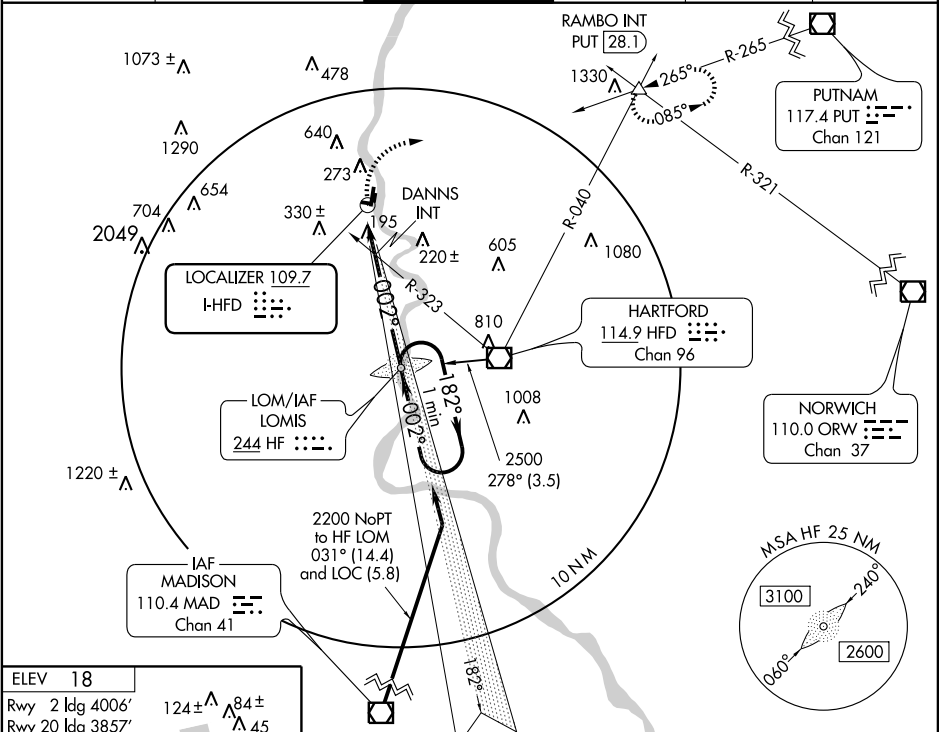 RAMBO INT
PUT 28.1
1073 ±
478
1330
265°
R-265
085°
PUTNAM
117.4 PUT
Chan 121
1290
640
273
R-321
DANNS
INT
R-040
654
704
2049
330 ±
195
220 ±
605
1080
LOCALIZER 109.7
I-HFD
R-323
002°
810
HARTFORD
114.9 HFD
Chan 96
LOM/IAF
LOMIS
244 HF
182°
1 min
002°
1008
2500
278° (3.5)
NORWICH
110.0 ORW
Chan 37
1220 ±
2200 NoPT
to HF LOM
031° (14.4)
and LOC (5.8)
10 NM
MSA HF 25 NM
3100
240°
2600
060°
IAF
MADISON
110.4 MAD
Chan 41
182°
ELEV 18
Rwy 2 ldg 4006'
Rwy 20 ldg 3857'
124 ±
84 ±
45